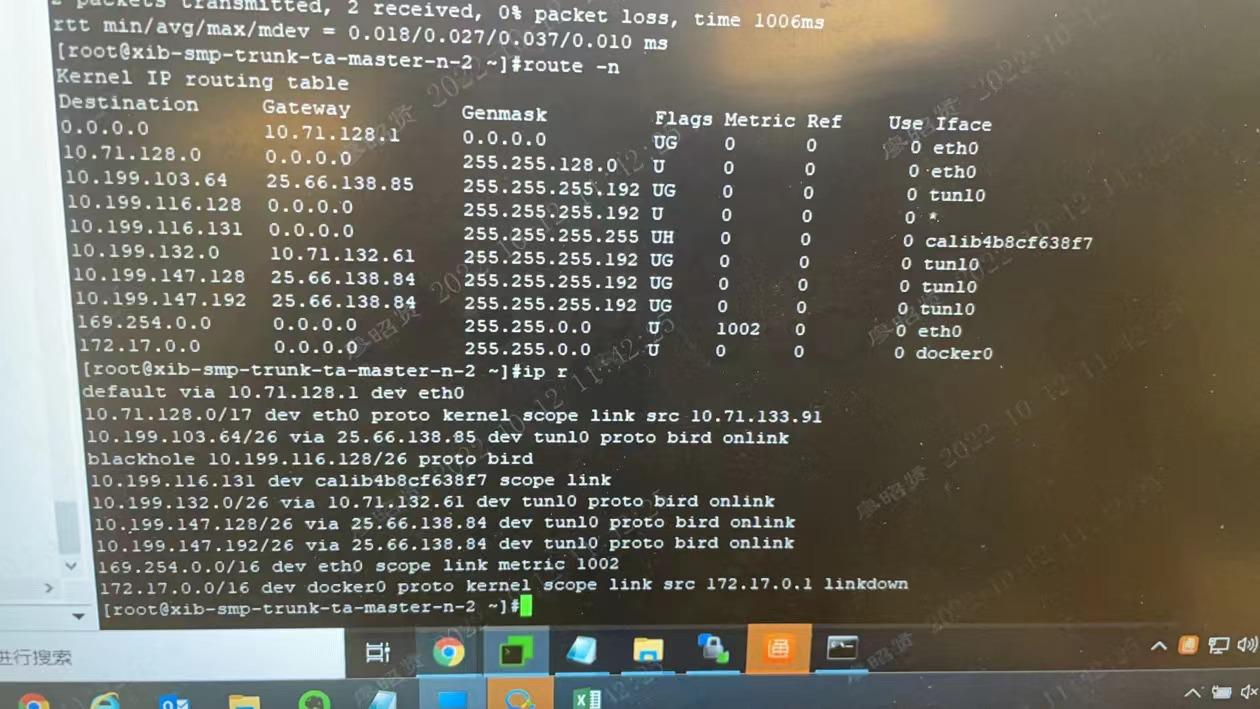 2 packets transmitted, 2 received, 0% packet loss, time 1006ms
rtt min/avg/max/mdev = 0.018/0.027/0.037/0.010 ms
[root@xib-smp-trunk-ta-master-n-2 ~]#route -n
Kernel IP routing table
Destination Gateway Genmask Flags Metric Ref Use Iface
0.0.0.0 10.71.128.1 0.0.0.0 UG 0 0 0 eth0
10.71.128.0 0.0.0.0 255.255.128.0 U 0 0 0 eth0
10.199.103.64 25.66.138.85 255.255.255.192 UG 0 0 0 tunl0
10.199.116.128 0.0.0.0 255.255.255.192 U 0 0 0 *
10.199.116.131 0.0.0.0 255.255.255.255 UH 0 0 0 calib4b8cf638f7
10.199.132.0 10.71.132.61 255.255.255.192 UG 0 0 0 tunl0
10.199.147.128 25.66.138.84 255.255.255.192 UG 0 0 0 tunl0
10.199.147.192 25.66.138.84 255.255.255.192 UG 0 0 0 tunl0
169.254.0.0 0.0.0.0 255.255.0.0 U 1002 0 0 eth0
172.17.0.0 0.0.0.0 255.255.0.0 U 0 0 0 docker0
[root@xib-smp-trunk-ta-master-n-2 ~]#ip r
default via 10.71.128.1 dev eth0
10.71.128.0/17 dev eth0 proto kernel scope link src 10.71.133.91
10.199.103.64/26 via 25.66.138.85 dev tunl0 proto bird onlink
blackhole 10.199.116.128/26 proto bird
10.199.116.131 dev calib4b8cf638f7 scope link
10.199.132.0/26 via 10.71.132.61 dev tunl0 proto bird onlink
10.199.147.128/26 via 25.66.138.84 dev tunl0 proto bird onlink
10.199.147.192/26 via 25.66.138.84 dev tunl0 proto bird onlink
169.254.0.0/16 dev eth0 scope link metric 1002
172.17.0.0/16 dev docker0 proto kernel scope link src 172.17.0.1 linkdown
[root@xib-smp-trunk-ta-master-n-2 ~]#
进行搜索